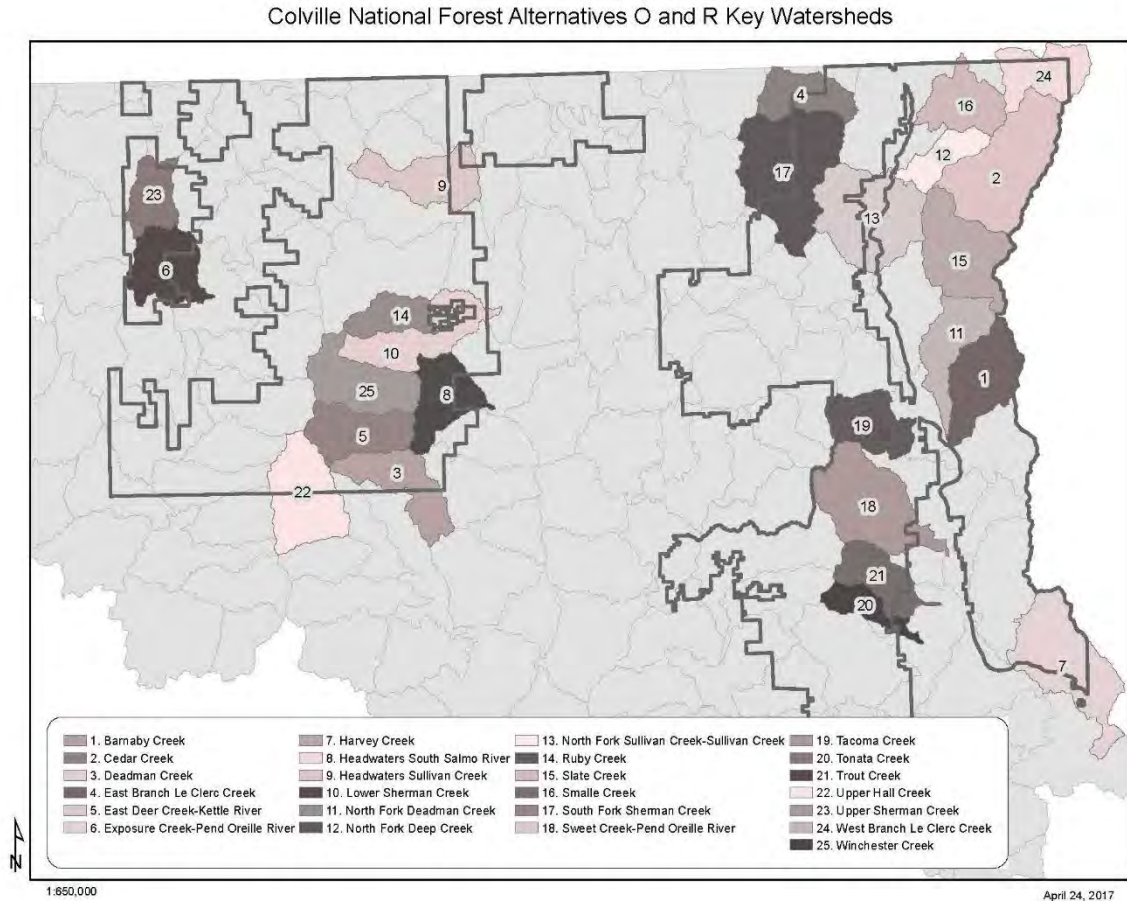 Colville National Forest Alternatives O and R Key Watersheds
24
4
16
12
17
2
9
23
13
6
15
14
11
10
1
25
8
19
5
3
22
18
21
20
7
1. Barnaby Creek
2. Cedar Creek
3. Deadman Creek
4. East Branch Le Clerc Creek
5. East Deer Creek-Kettle River
6. Exposure Creek-Pend Oreille River
7. Harvey Creek
8. Headwaters South Salmo River
9. Headwaters Sullivan Creek
10. Lower Sherman Creek
11. North Fork Deadman Creek
12. North Fork Deep Creek
13. North Fork Sullivan Creek-Sullivan Creek
14. Ruby Creek
15. Slate Creek
16. Smalle Creek
17. South Fork Sherman Creek
18. Sweet Creek-Pend Oreille River
19. Tacoma Creek
20. Tonata Creek
21. Trout Creek
22. Upper Hall Creek
23. Upper Sherman Creek
24. West Branch Le Clerc Creek
25. Winchester Creek
N
1:650,000
April 24, 2017